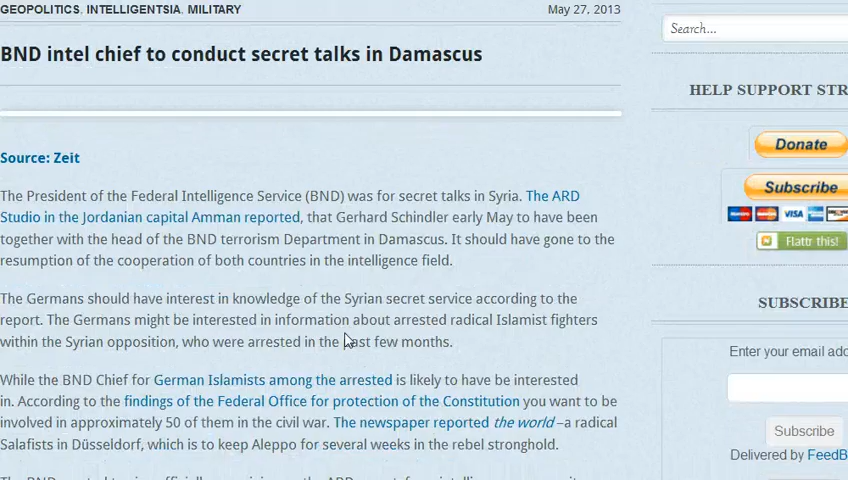 GEOPOLITICS, INTELLIGENTSIA, MILITARY
May 27, 2013
BND intel chief to conduct secret talks in Damascus
Source: Zeit
The President of the Federal Intelligence Service (BND) was for secret talks in Syria. The ARD
Studio in the Jordanian capital Amman reported, that Gerhard Schindler early May to have been
together with the head of the BND terrorism Department in Damascus. It should have gone to the
resumption of the cooperation of both countries in the intelligence field.
The Germans should have interest in knowledge of the Syrian secret service according to the
report. The Germans might be interested in information about arrested radical Islamist fighters
within the Syrian opposition, who were arrested in the past few months.
While the BND Chief for German Islamists among the arrested is likely to have be interested
in. According to the findings of the Federal Office for protection of the Constitution you want to be
involved in approximately 50 of them in the civil war. The newspaper reported the world –a radical
Salafists in Düsseldorf, which is to keep Aleppo for several weeks in the rebel stronghold.
Search...
HELP SUPPORT STR
Donate
Subscribe
VISA
Flattr this!
SUBSCRIBE
Enter your email add
Subscribe
Delivered by FeedB